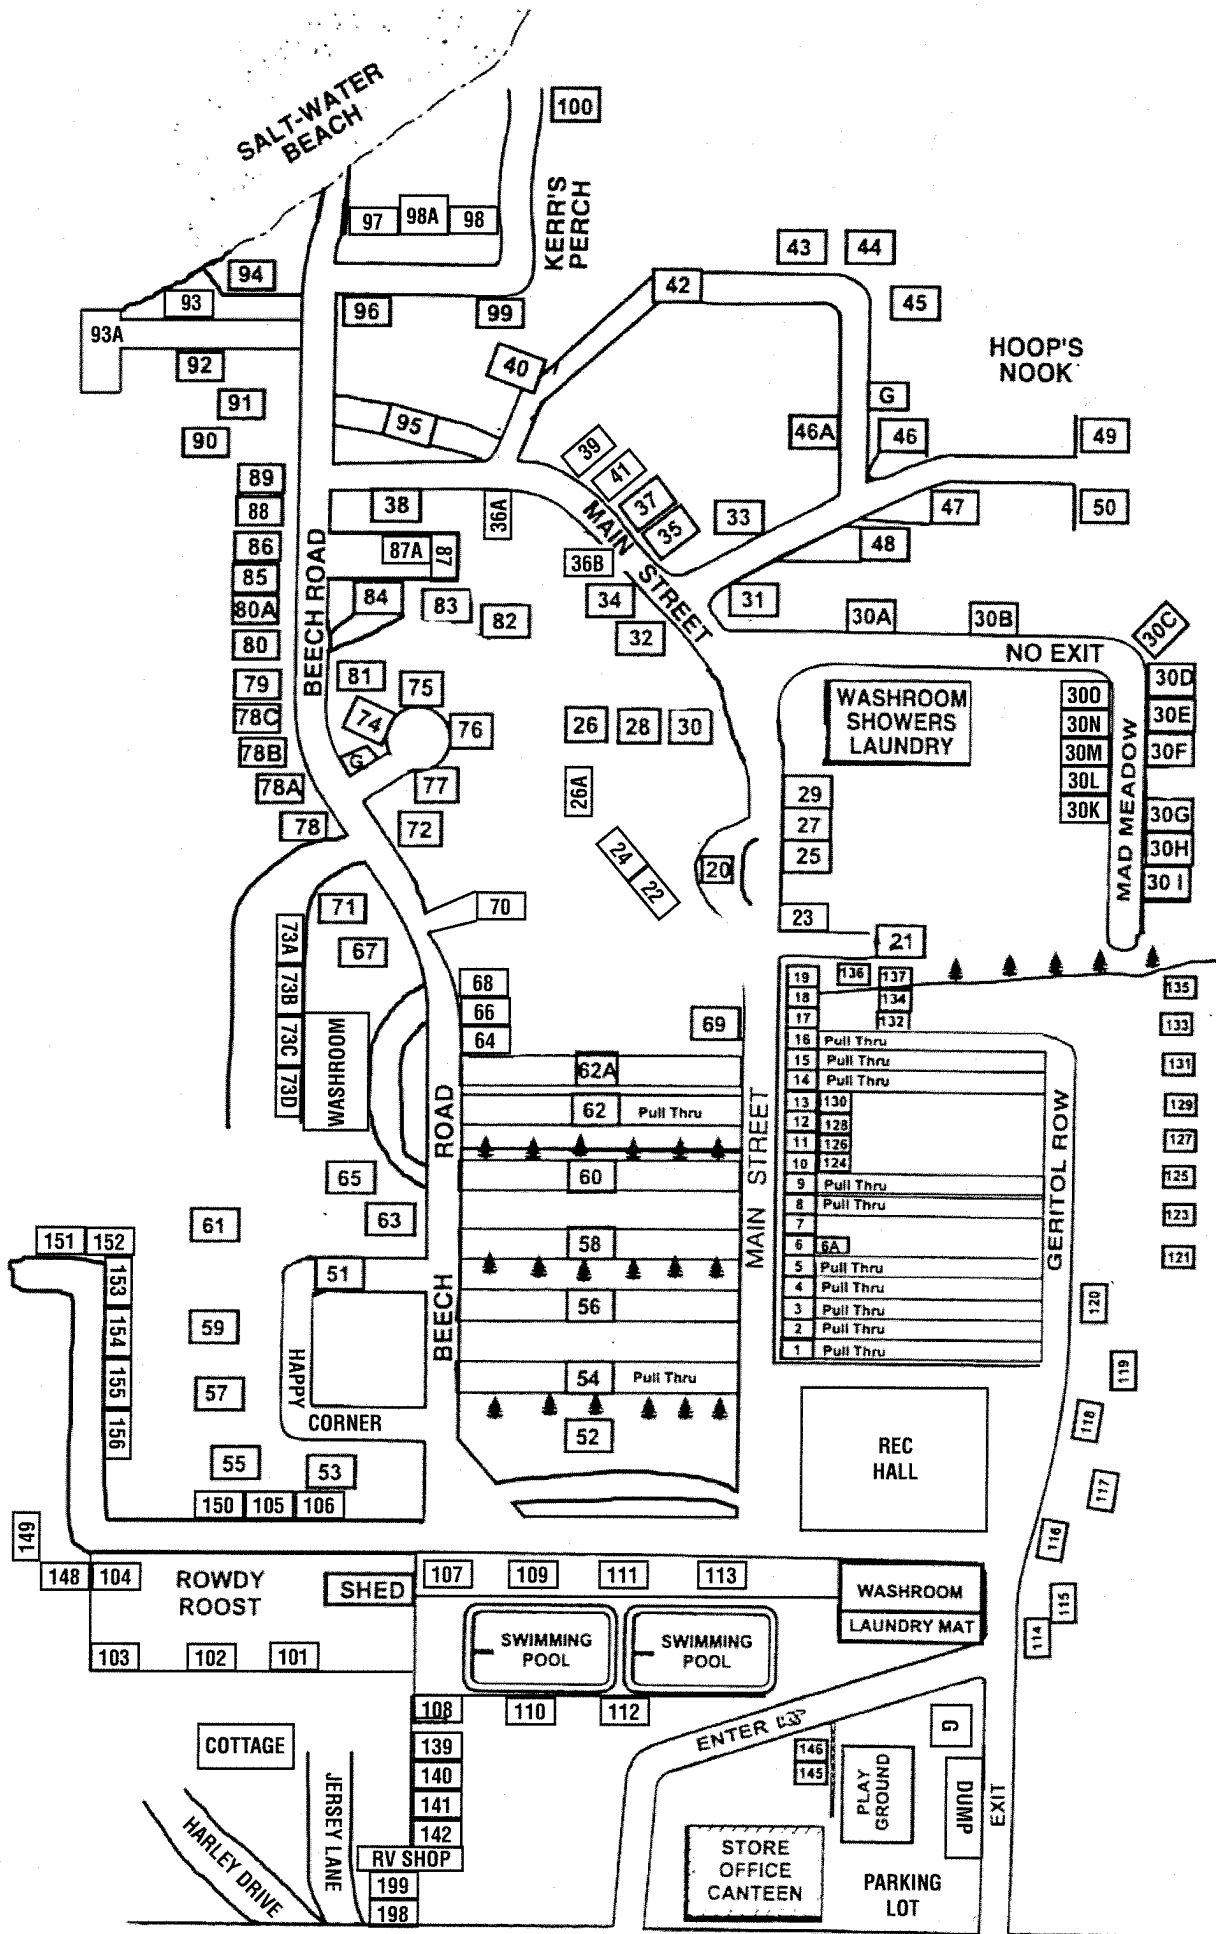 SALT-WATER
BEACH
100
KERR'S
PERCH
97
98A
98
94
93
93A
92
96
99
91
90
95
40
42
43
44
45
HOOP'S
NOOK
G
46A
46
49
47
50
48
39
41
37
35
33
31
MAIN STREET
89
88
86
85
80A
80
79
78C
78B
78A
78
BEECH ROAD
38
36A
87A
87
84
83
82
36B
34
32
81
75
74
76
G
77
72
26
28
30
26A
24
22
20
30A
30B
30C
NO EXIT
WASHROOM
SHOWERS
LAUNDRY
30O
30N
30M
30L
30K
MAD MEADOW
30D
30E
30F
30G
30H
30 I
29
27
25
23
21
71
67
70
73A
73B
73C
73D
WASHROOM
68
66
64
69
62A
62
Pull Thru
60
58
56
54
Pull Thru
52
BEECH ROAD
MAIN STREET
19
136
137
18
134
17
132
16 Pull Thru
15 Pull Thru
14 Pull Thru
13 130
12 128
11 126
10 124
9 Pull Thru
8 Pull Thru
7
6 6A
5 Pull Thru
4 Pull Thru
3 Pull Thru
2 Pull Thru
1 Pull Thru
GERITOL ROW
135
133
131
129
127
125
123
121
120
119
118
117
116
115
114
65
63
61
51
59
57
55
53
HAPPY
CORNER
151
152
153
154
155
156
150
105
106
149
148
104
ROWDY
ROOST
SHED
103
102
101
107
109
111
113
REC
HALL
WASHROOM
LAUNDRY MAT
SWIMMING
POOL
SWIMMING
POOL
108
110
112
139
140
141
142
RV SHOP
199
198
COTTAGE
JERSEY LANE
HARLEY DRIVE
ENTER
146
145
PLAY
GROUND
G
DUMP
EXIT
STORE
OFFICE
CANTEEN
PARKING
LOT